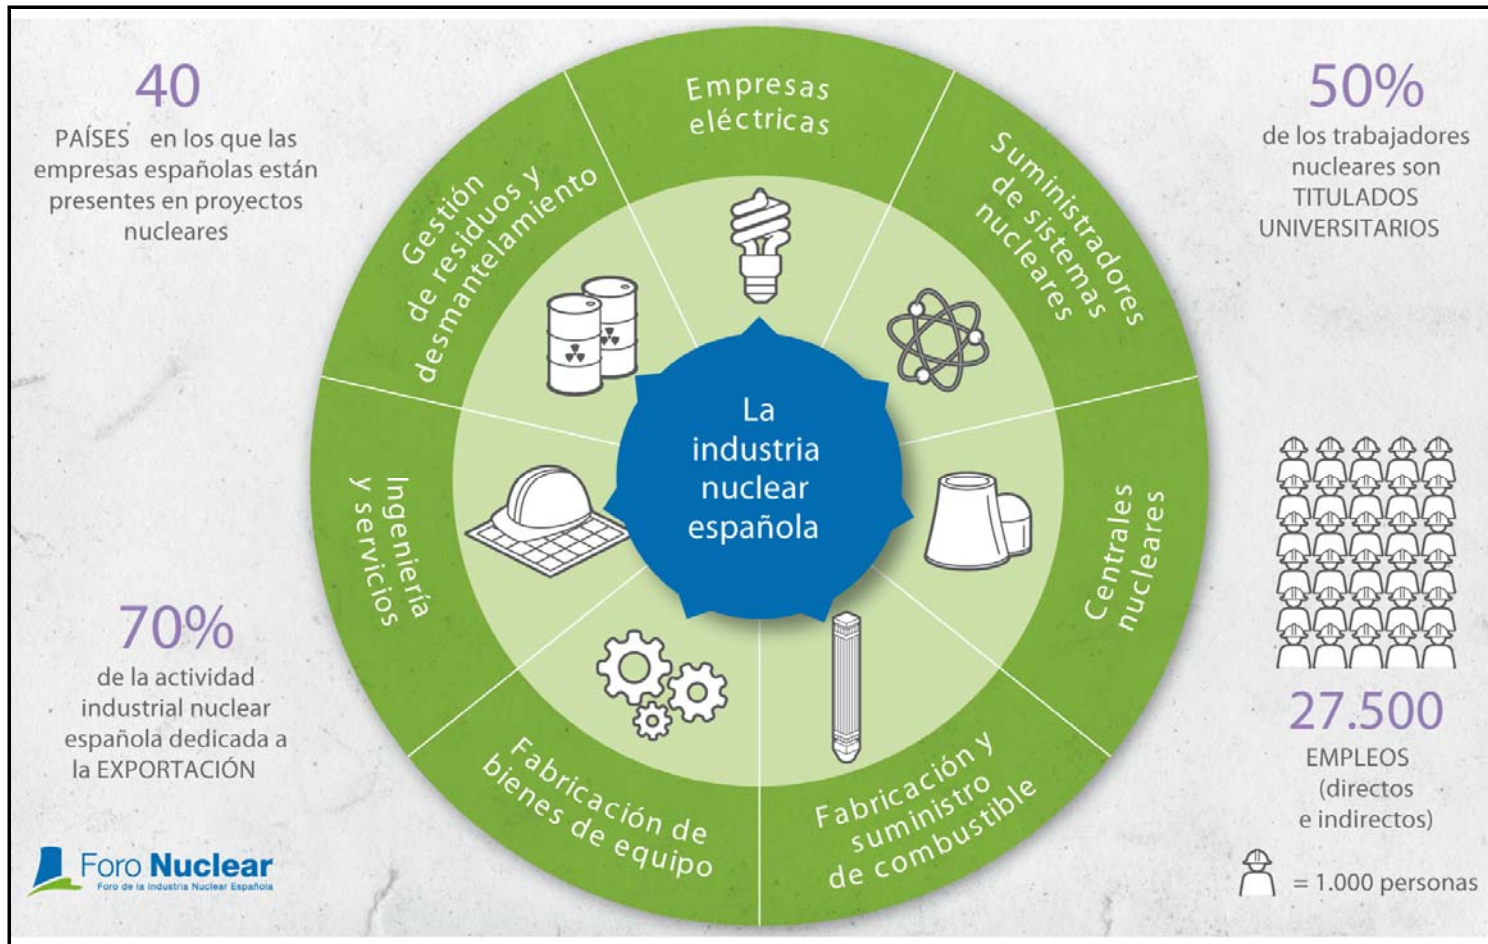 40
PAÍSES en los que las
empresas españolas están
presentes en proyectos
nucleares
70%
de la actividad
industrial nuclear
española dedicada a
la EXPORTACIÓN
Foro Nuclear
Foro de la Industria Nuclear Española
Empresas
eléctricas
Suministradores
de sistemas
nucleares
Centrales
nucleares
Fabricación y
suministro
de combustible
Fabricación de
bienes de equipo
Ingeniería
y servicios
Gestión
de residuos y
desmantelamiento
La
industria
nuclear
española
50%
de los trabajadores
nucleares son
TITULADOS
UNIVERSITARIOS
27.500
EMPLEOS
(directos
e indirectos)
= 1.000 personas